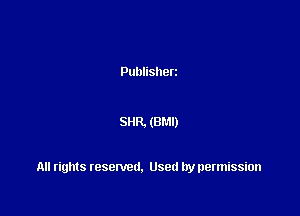 Publisher:
SHR, (BMI)
All rights reserved. Used by permission